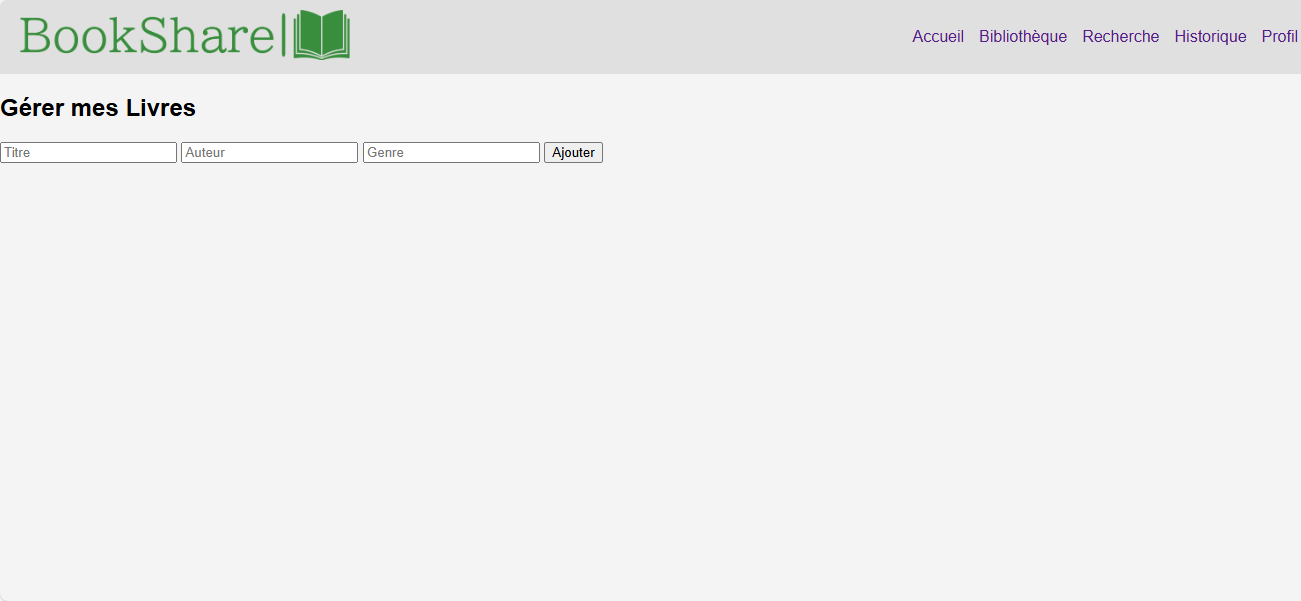 BookShare
Accueil Bibliothèque Recherche Historique Profil
Gérer mes Livres
Titre Auteur Genre Ajouter